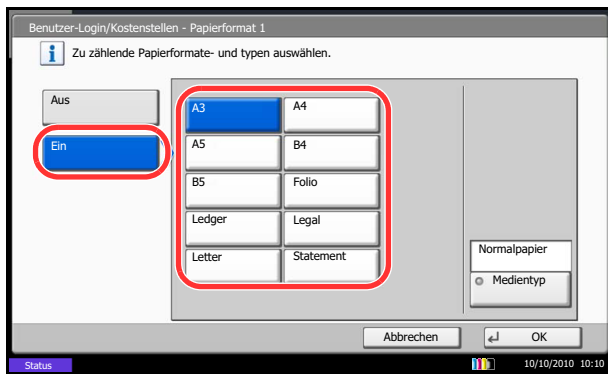 Benutzer-Login/Kostenstellen - Papierformat 1
Zu zählende Papierformate- und typen auswählen.
Aus
Ein
A3 A4
A5 B4
B5 Folio
Ledger Legal
Letter Statement
Normalpapier
Medientyp
Abbrechen OK
Status 10/10/2010 10:10